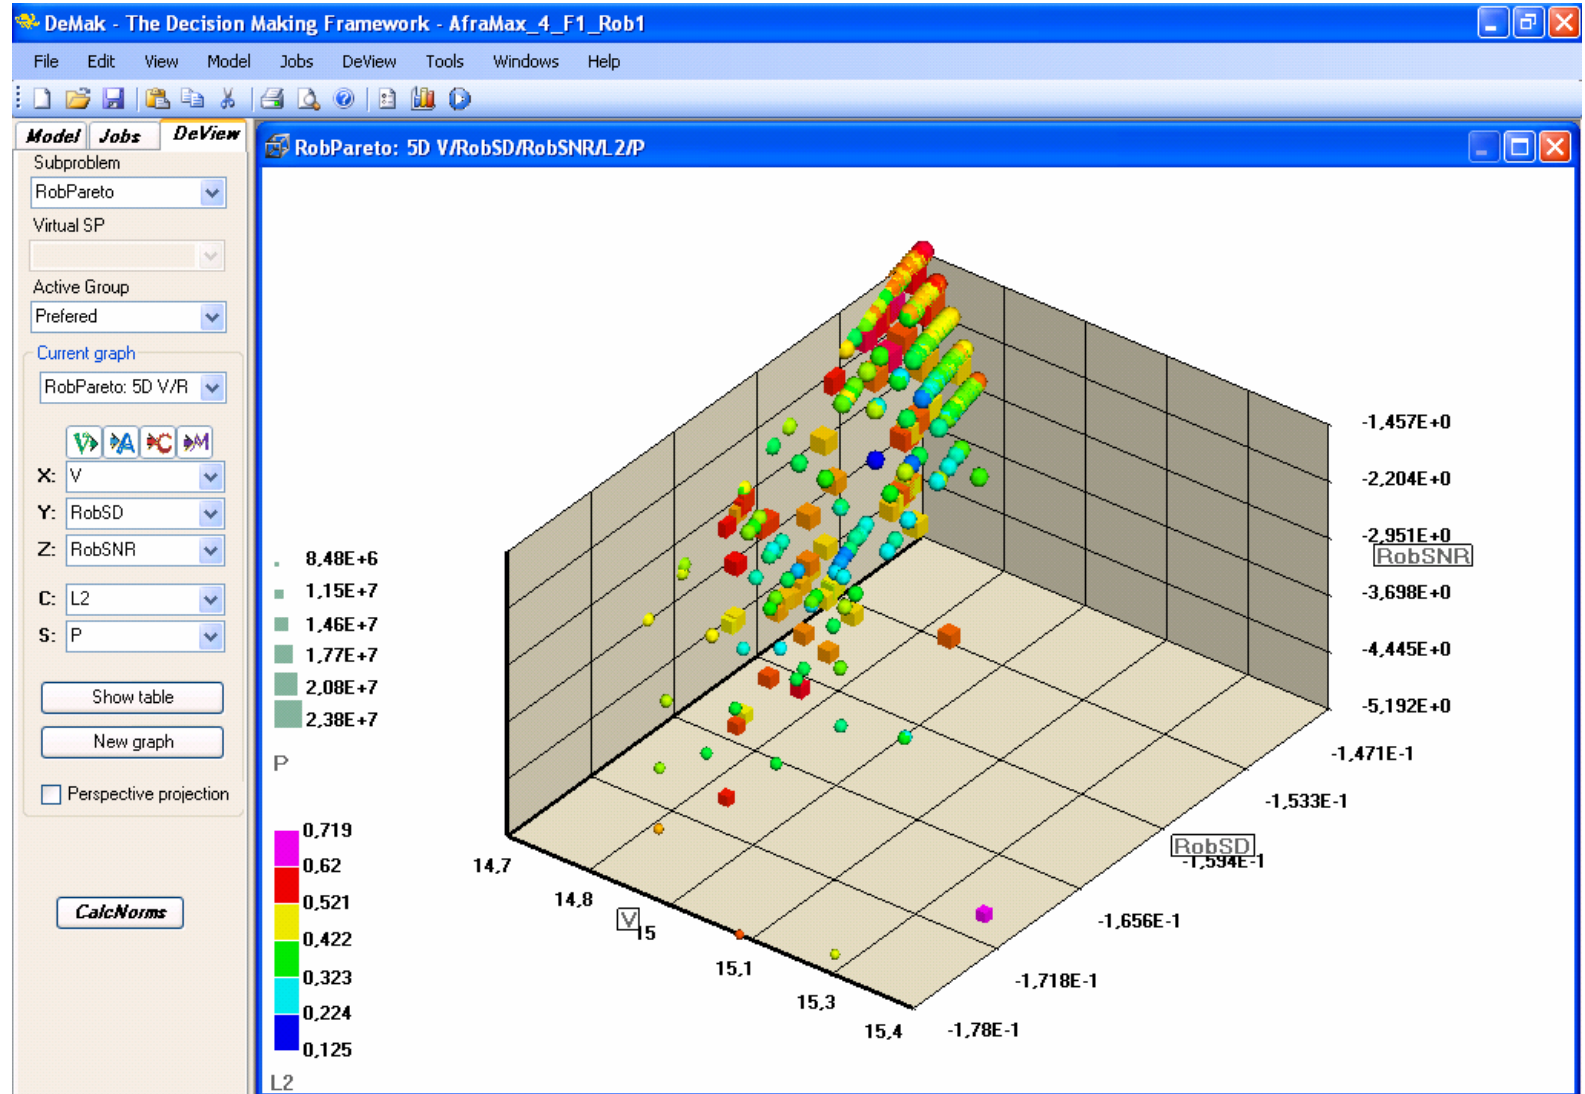 DeMak - The Decision Making Framework - AfraMax_4_F1_Rob1
File Edit View Model Jobs DeView Tools Windows Help
Model Jobs DeView
RobPareto: 5D V/RobSD/RobSNR/L2/P
Subproblem
RobPareto
Virtual SP
Active Group
Prefered
Current graph
RobPareto: 5D V/R
V A C M
X: V
Y: RobSD
Z: RobSNR
C: L2
S: P
Show table
New graph
Perspective projection
CalcNorms
8,48E+6
1,15E+7
1,46E+7
1,77E+7
2,08E+7
2,38E+7
P
0,719
0,62
0,521
0,422
0,323
0,224
0,125
L2
-1,457E+0
-2,204E+0
-2,951E+0
RobSNR
-3,698E+0
-4,445E+0
-5,192E+0
-1,471E-1
-1,533E-1
RobSD
-1,594E-1
-1,656E-1
-1,718E-1
-1,78E-1
14,7
14,8
V
15
15,1
15,3
15,4